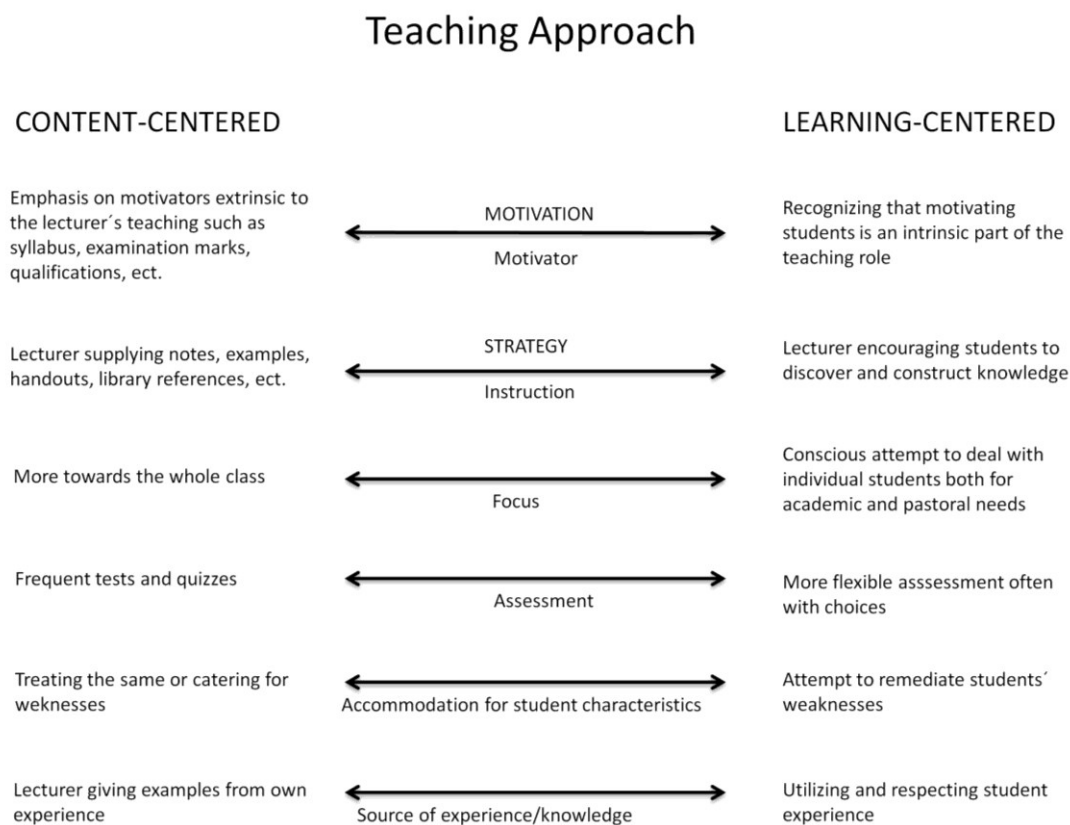 Teaching Approach
CONTENT-CENTERED
LEARNING-CENTERED
Emphasis on motivators extrinsic to
the lecturer´s teaching such as
syllabus, examination marks,
qualifications, ect.
MOTIVATION
Motivator
Recognizing that motivating
students is an intrinsic part of the
teaching role
Lecturer supplying notes, examples,
handouts, library references, ect.
STRATEGY
Instruction
Lecturer encouraging students to
discover and construct knowledge
More towards the whole class
Focus
Conscious attempt to deal with
individual students both for
academic and pastoral needs
Frequent tests and quizzes
Assessment
More flexible asssessment often
with choices
Treating the same or catering for
weknesses
Accommodation for student characteristics
Attempt to remediate students´
weaknesses
Lecturer giving examples from own
experience
Source of experience/knowledge
Utilizing and respecting student
experience